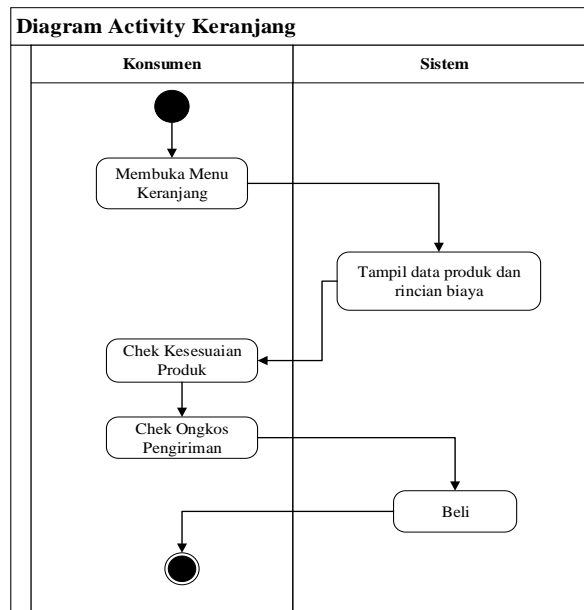 Diagram Activity Keranjang
Konsumen
Sistem
Membuka Menu
Keranjang
Tampil data produk dan
rincian biaya
Chek Kesesuaian
Produk
Chek Ongkos
Pengiriman
Beli